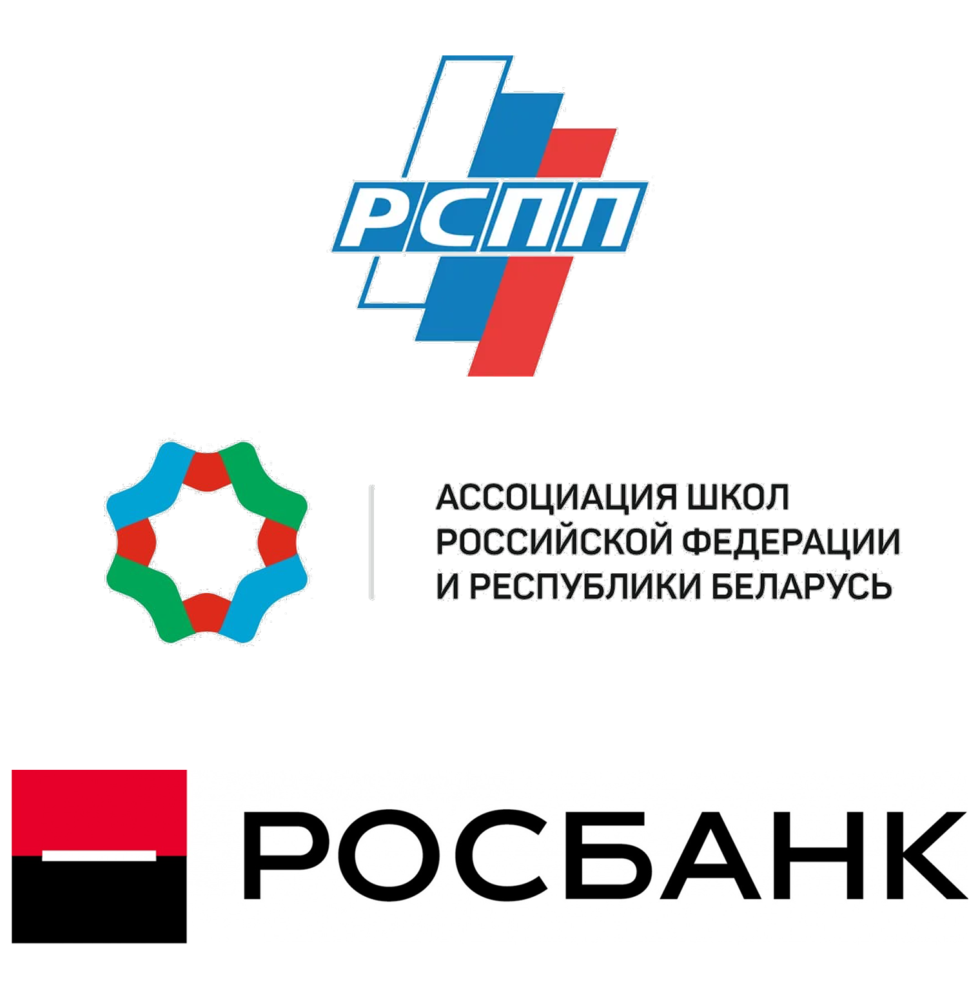 РСПП
АССОЦИАЦИЯ ШКОЛ
РОССИЙСКОЙ ФЕДЕРАЦИИ
И РЕСПУБЛИКИ БЕЛАРУСЬ
РОСБАНК